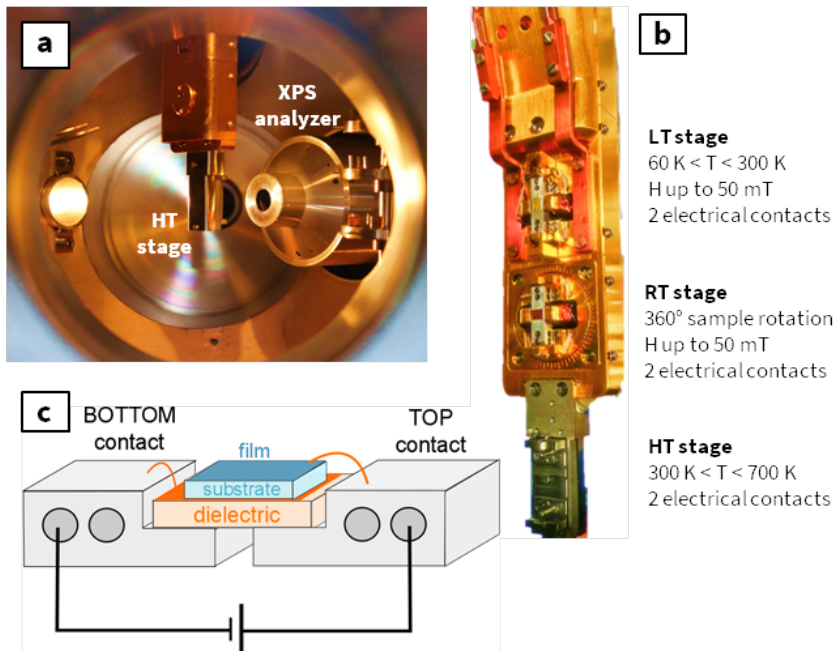 a
XPS
analyzer
HT
stage
b
LT stage
60 K < T < 300 K
H up to 50 mT
2 electrical contacts
RT stage
360° sample rotation
H up to 50 mT
2 electrical contacts
HT stage
300 K < T < 700 K
2 electrical contacts
c
BOTTOM
contact
film
substrate
dielectric
TOP
contact